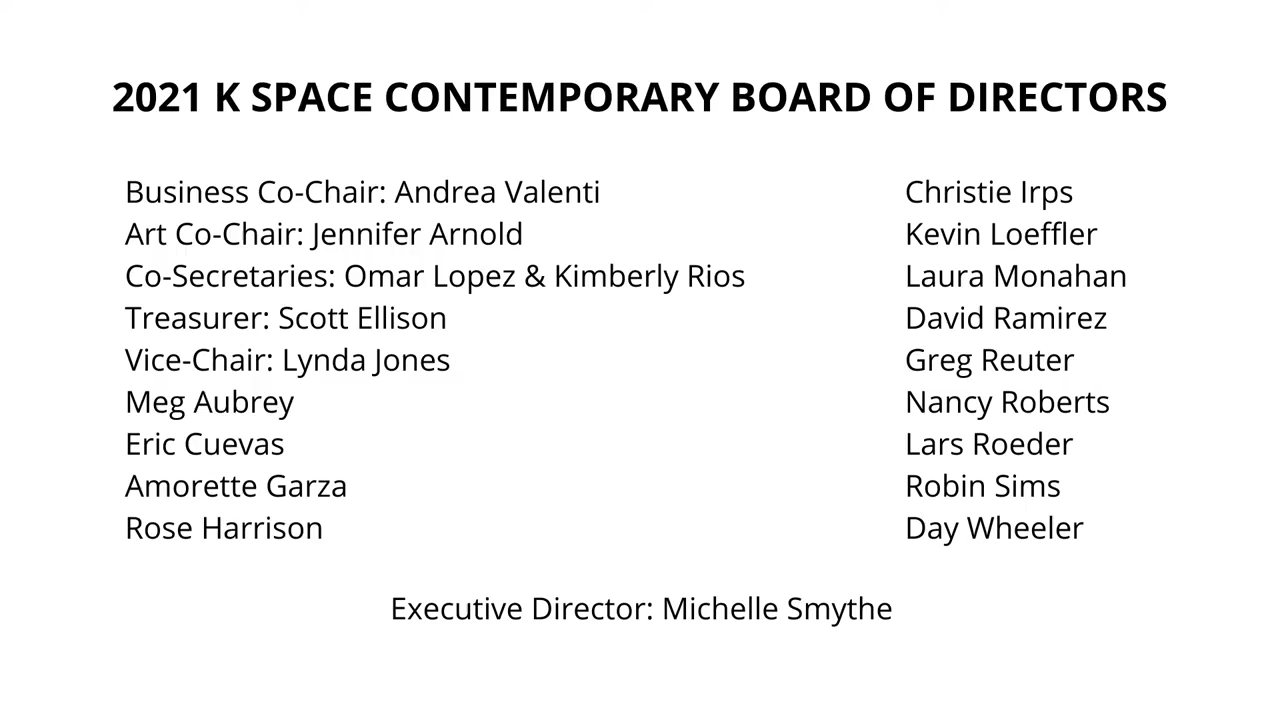 2021 K SPACE CONTEMPORARY BOARD OF DIRECTORS
Business Co-Chair: Andrea Valenti
Art Co-Chair: Jennifer Arnold
Co-Secretaries: Omar Lopez & Kimberly Rios
Treasurer: Scott Ellison
Vice-Chair: Lynda Jones
Meg Aubrey
Eric Cuevas
Amorette Garza
Rose Harrison
Christie Irps
Kevin Loeffler
Laura Monahan
David Ramirez
Greg Reuter
Nancy Roberts
Lars Roeder
Robin Sims
Day Wheeler
Executive Director: Michelle Smythe